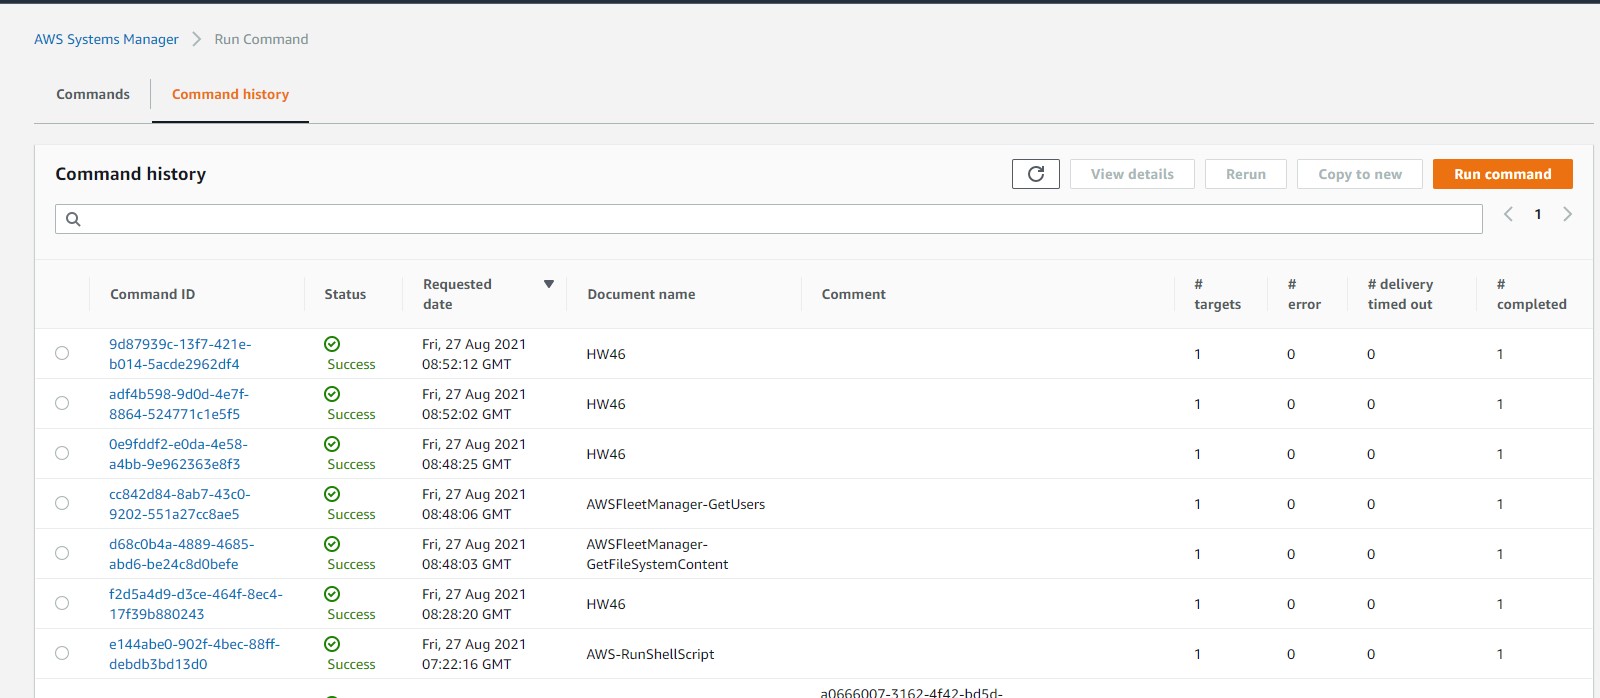 AWS Systems Manager > Run Command
Commands Command history
Command history View details Rerun Copy to new Run command
1
Command ID Status Requested date Document name Comment # targets # error # delivery timed out # completed
9d87939c-13f7-421e-b014-5acde2962df4 Success Fri, 27 Aug 2021 08:52:12 GMT HW46 1 0 0 1
adf4b598-9d0d-4e7f-8864-524771c1e5f5 Success Fri, 27 Aug 2021 08:52:02 GMT HW46 1 0 0 1
0e9fddf2-e0da-4e58-a4bb-9e962363e8f3 Success Fri, 27 Aug 2021 08:48:25 GMT HW46 1 0 0 1
cc842d84-8ab7-43c0-9202-551a27cc8ae5 Success Fri, 27 Aug 2021 08:48:06 GMT AWSFleetManager-GetUsers 1 0 0 1
d68c0b4a-4889-4685-abd6-be24c8d0befe Success Fri, 27 Aug 2021 08:48:03 GMT AWSFleetManager-GetFileSystemContent 1 0 0 1
f2d5a4d9-d3ce-464f-8ec4-17f39b880243 Success Fri, 27 Aug 2021 08:28:20 GMT HW46 1 0 0 1
e144abe0-902f-4bec-88ff-debdb3bd13d0 Success Fri, 27 Aug 2021 07:22:16 GMT AWS-RunShellScript 1 0 0 1
a0666007-3162-4f42-bd5d-